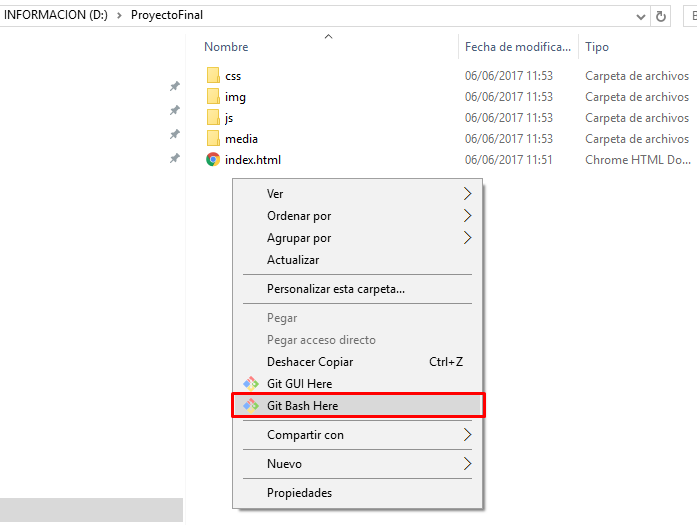 INFORMACION (D:) > ProyectoFinal
Nombre Fecha de modifica... Tipo
css 06/06/2017 11:53 Carpeta de archivos
img 06/06/2017 11:53 Carpeta de archivos
js 06/06/2017 11:53 Carpeta de archivos
media 06/06/2017 11:53 Carpeta de archivos
index.html 06/06/2017 11:51 Chrome HTML Do...
Ver
Ordenar por
Agrupar por
Actualizar
Personalizar esta carpeta...
Pegar
Pegar acceso directo
Deshacer Copiar Ctrl+Z
Git GUI Here
Git Bash Here
Compartir con
Nuevo
Propiedades